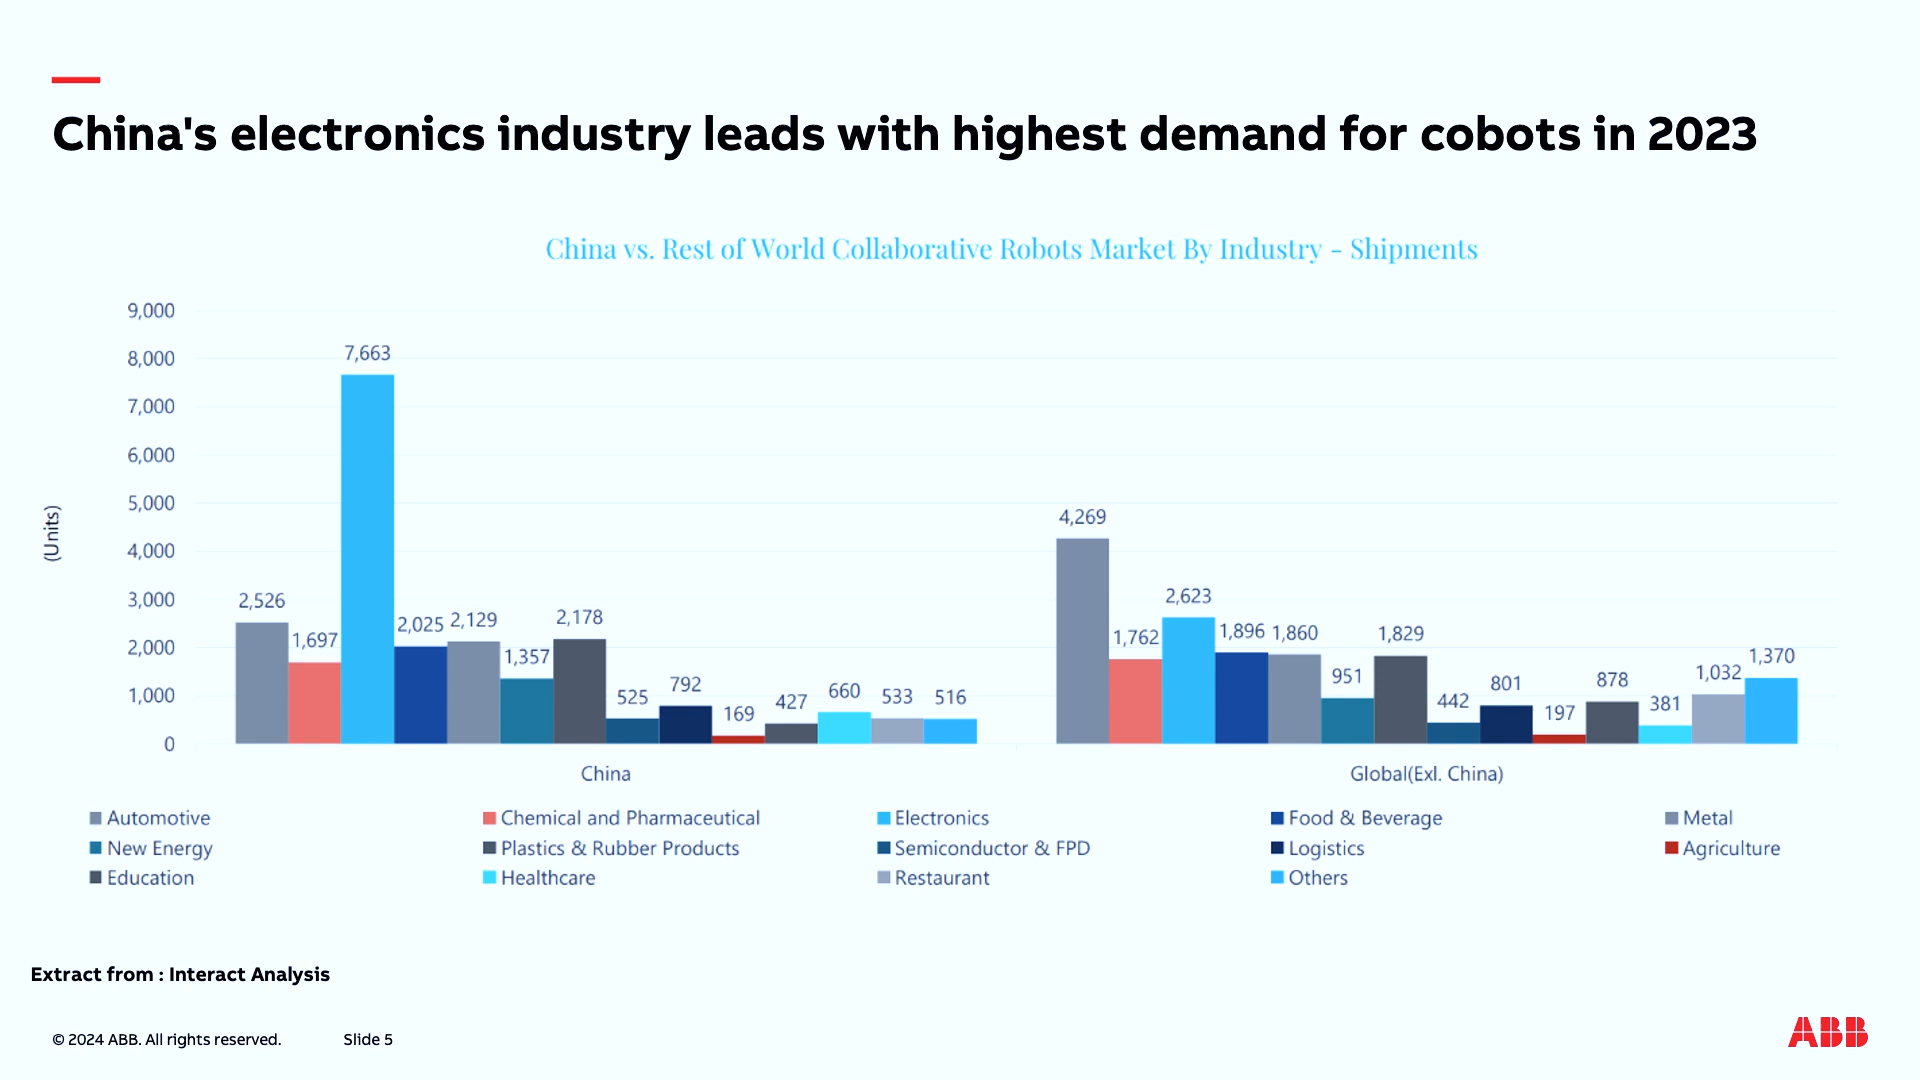 China's electronics industry leads with highest demand for cobots in 2023
China vs. Rest of World Collaborative Robots Market By Industry - Shipments
(Units)
9,000
8,000
7,000
6,000
5,000
4,000
3,000
2,000
1,000
0
2,526
1,697
7,663
2,025
2,129
1,357
2,178
525
792
169
427
660
533
516
4,269
1,762
2,623
1,896
1,860
951
1,829
442
801
197
878
381
1,032
1,370
China
Global(Exl. China)
Automotive
Chemical and Pharmaceutical
Electronics
Food & Beverage
Metal
New Energy
Plastics & Rubber Products
Semiconductor & FPD
Logistics
Agriculture
Education
Healthcare
Restaurant
Others
Extract from : Interact Analysis
© 2024 ABB. All rights reserved.
Slide 5
ABB